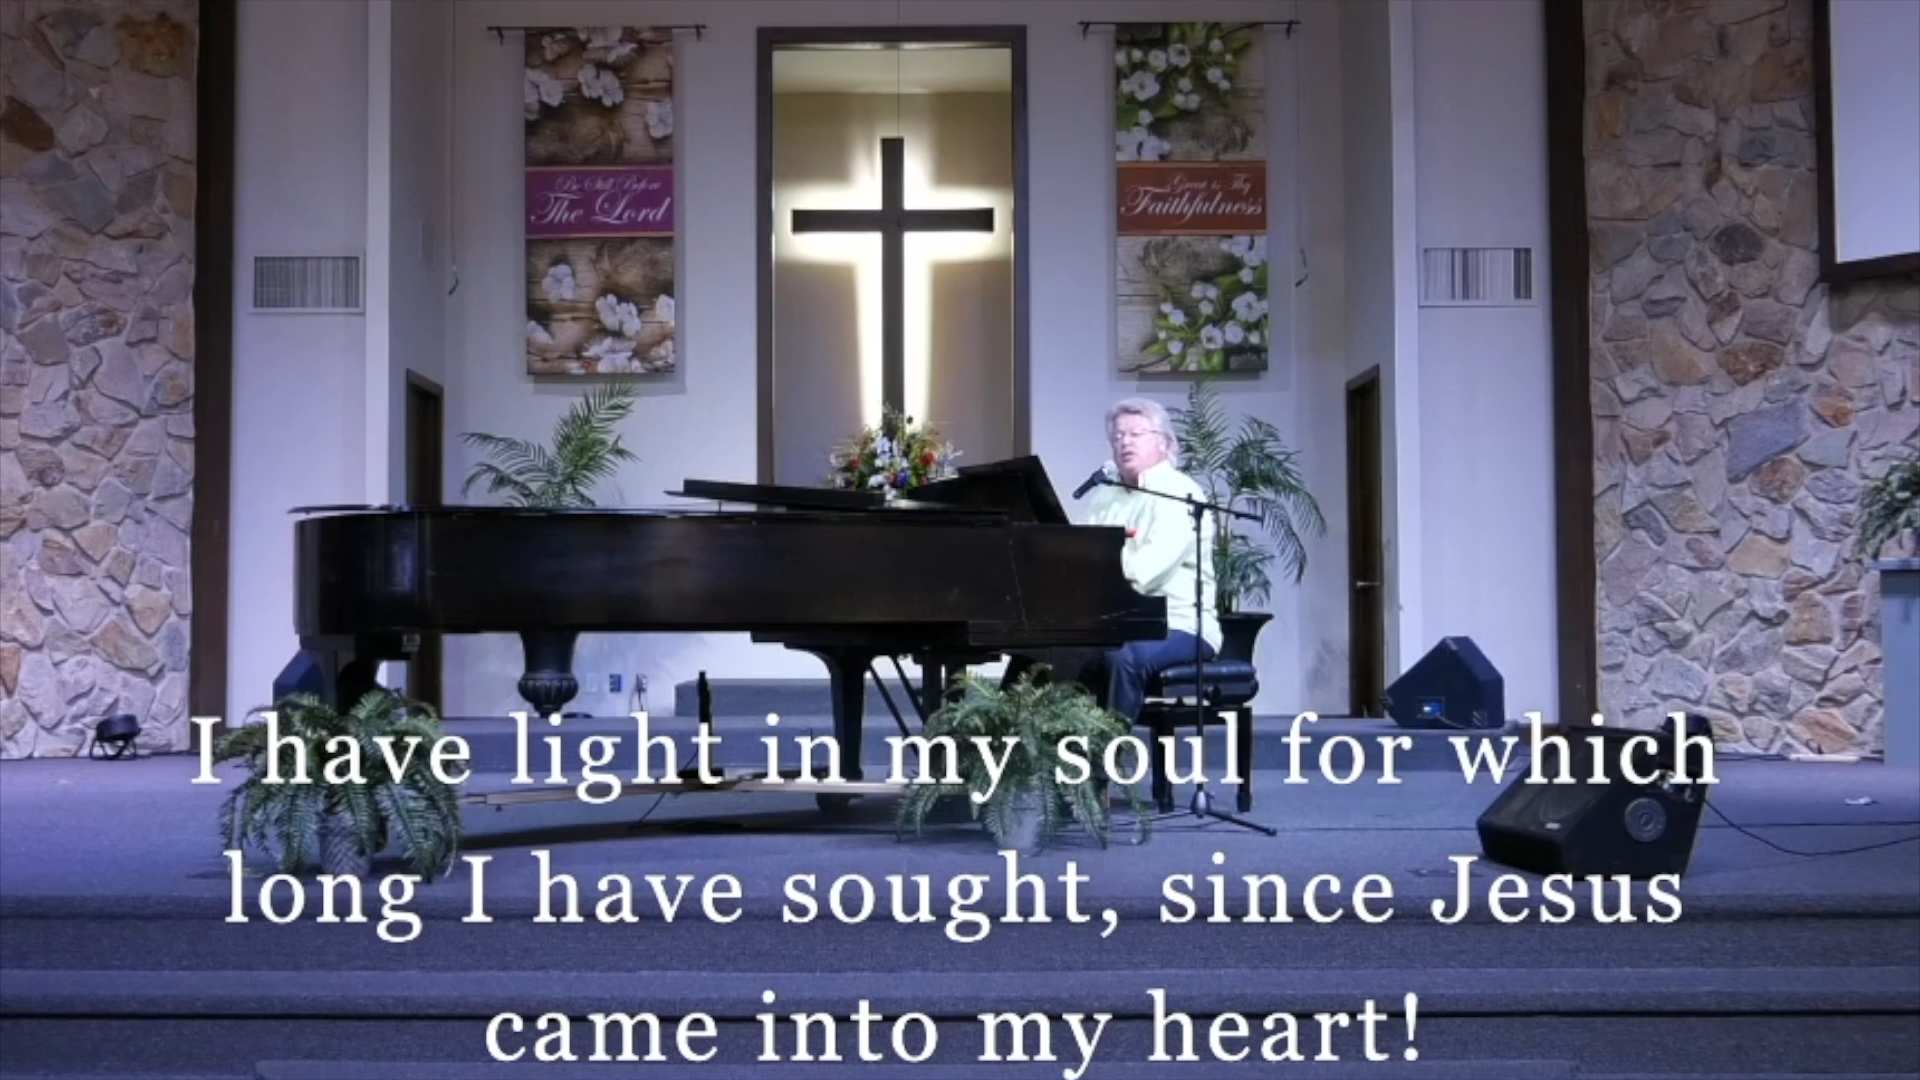 Be Still Before
The Lord
Great is Thy
Faithfulness
I have light in my soul for which
long I have sought, since Jesus
came into my heart!